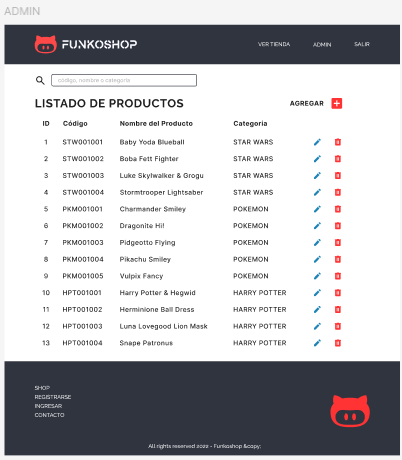 ADMIN
FUNKOSHOP VER TIENDA ADMIN SALIR
código, nombre o categoría
LISTADO DE PRODUCTOS AGREGAR +
ID Código Nombre del Producto Categoría
1 STW001001 Baby Yoda Blueball STAR WARS
2 STW001002 Boba Fett Fighter STAR WARS
3 STW001003 Luke Skylwalker & Grogu STAR WARS
4 STW001004 Stormtrooper Lightsaber STAR WARS
5 PKM001001 Charmander Smiley POKEMON
6 PKM001002 Dragonite Hi! POKEMON
7 PKM001003 Pidgeotto Flying POKEMON
8 PKM001004 Pikachu Smiley POKEMON
9 PKM001005 Vulpix Fancy POKEMON
10 HPT001001 Harry Potter & Hegwid HARRY POTTER
11 HPT001002 Herminione Ball Dress HARRY POTTER
12 HPT001003 Luna Lovegood Lion Mask HARRY POTTER
13 HPT001004 Snape Patronus HARRY POTTER
SHOP
REGISTRARSE
INGRESAR
CONTACTO
All rights reserved 2022 - Funkoshop &copy;